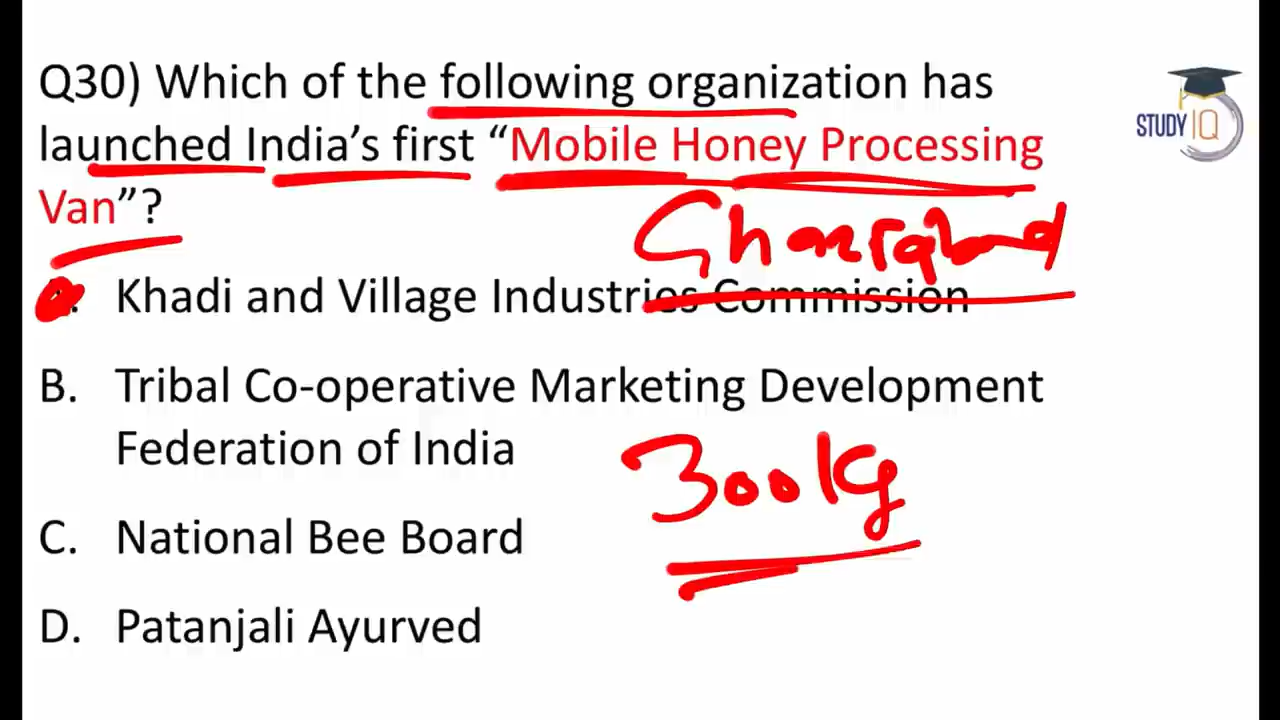 Q30) Which of the following organization has
launched India's first “Mobile Honey Processing
Van”?
Ghaziabad
A. Khadi and Village Industries Commission
B. Tribal Co-operative Marketing Development
Federation of India
300kg
C. National Bee Board
D. Patanjali Ayurved
STUDY IQ